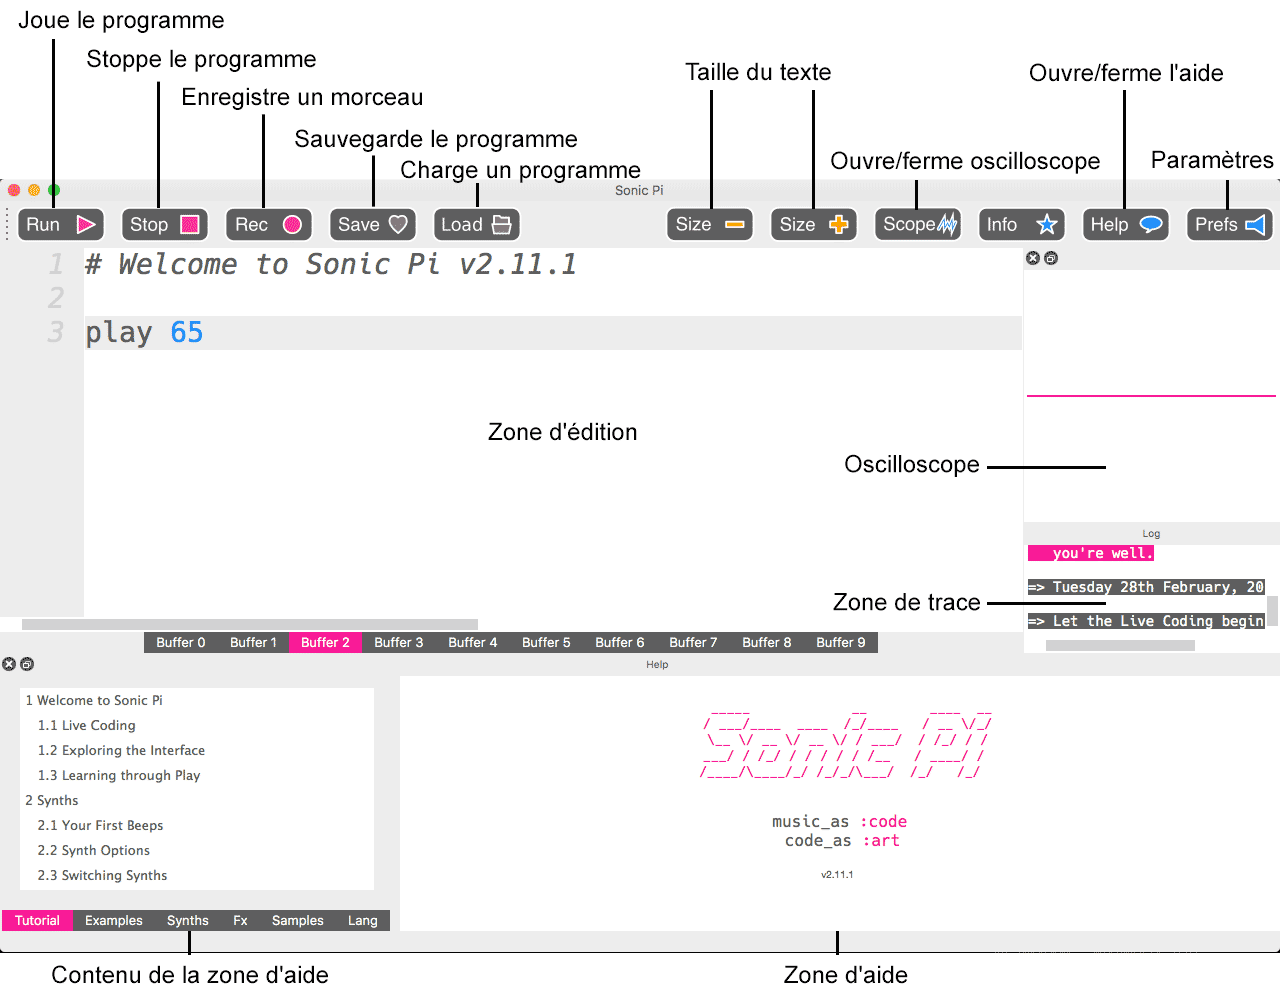 Joue le programme
Stoppe le programme
Enregistre un morceau
Sauvegarde le programme
Charge un programme
Taille du texte
Ouvre/ferme l'aide
Ouvre/ferme oscilloscope
Paramètres
Sonic Pi
Run Stop Rec Save Load Size Size Scope Info Help Prefs
1 # Welcome to Sonic Pi v2.11.1
2
3 play 65
Zone d'édition
Oscilloscope
Log
you're well.
=> Tuesday 28th February, 20
Zone de trace
=> Let the Live Coding begin
Buffer 0 Buffer 1 Buffer 2 Buffer 3 Buffer 4 Buffer 5 Buffer 6 Buffer 7 Buffer 8 Buffer 9
Help
1 Welcome to Sonic Pi
1.1 Live Coding
1.2 Exploring the Interface
1.3 Learning through Play
2 Synths
2.1 Your First Beeps
2.2 Synth Options
2.3 Switching Synths
Sonic Pi
music_as :code
code_as :art
v2.11.1
Tutorial Examples Synths Fx Samples Lang
Contenu de la zone d'aide
Zone d'aide